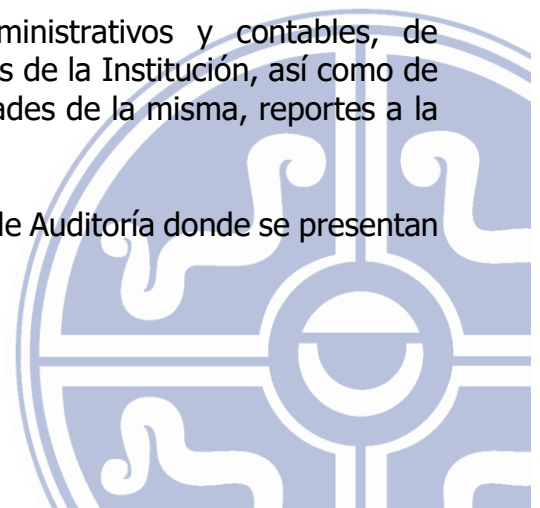 ministrativos y contables, de
s de la Institución, así como de
ades de la misma, reportes a la
de Auditoría donde se presentan